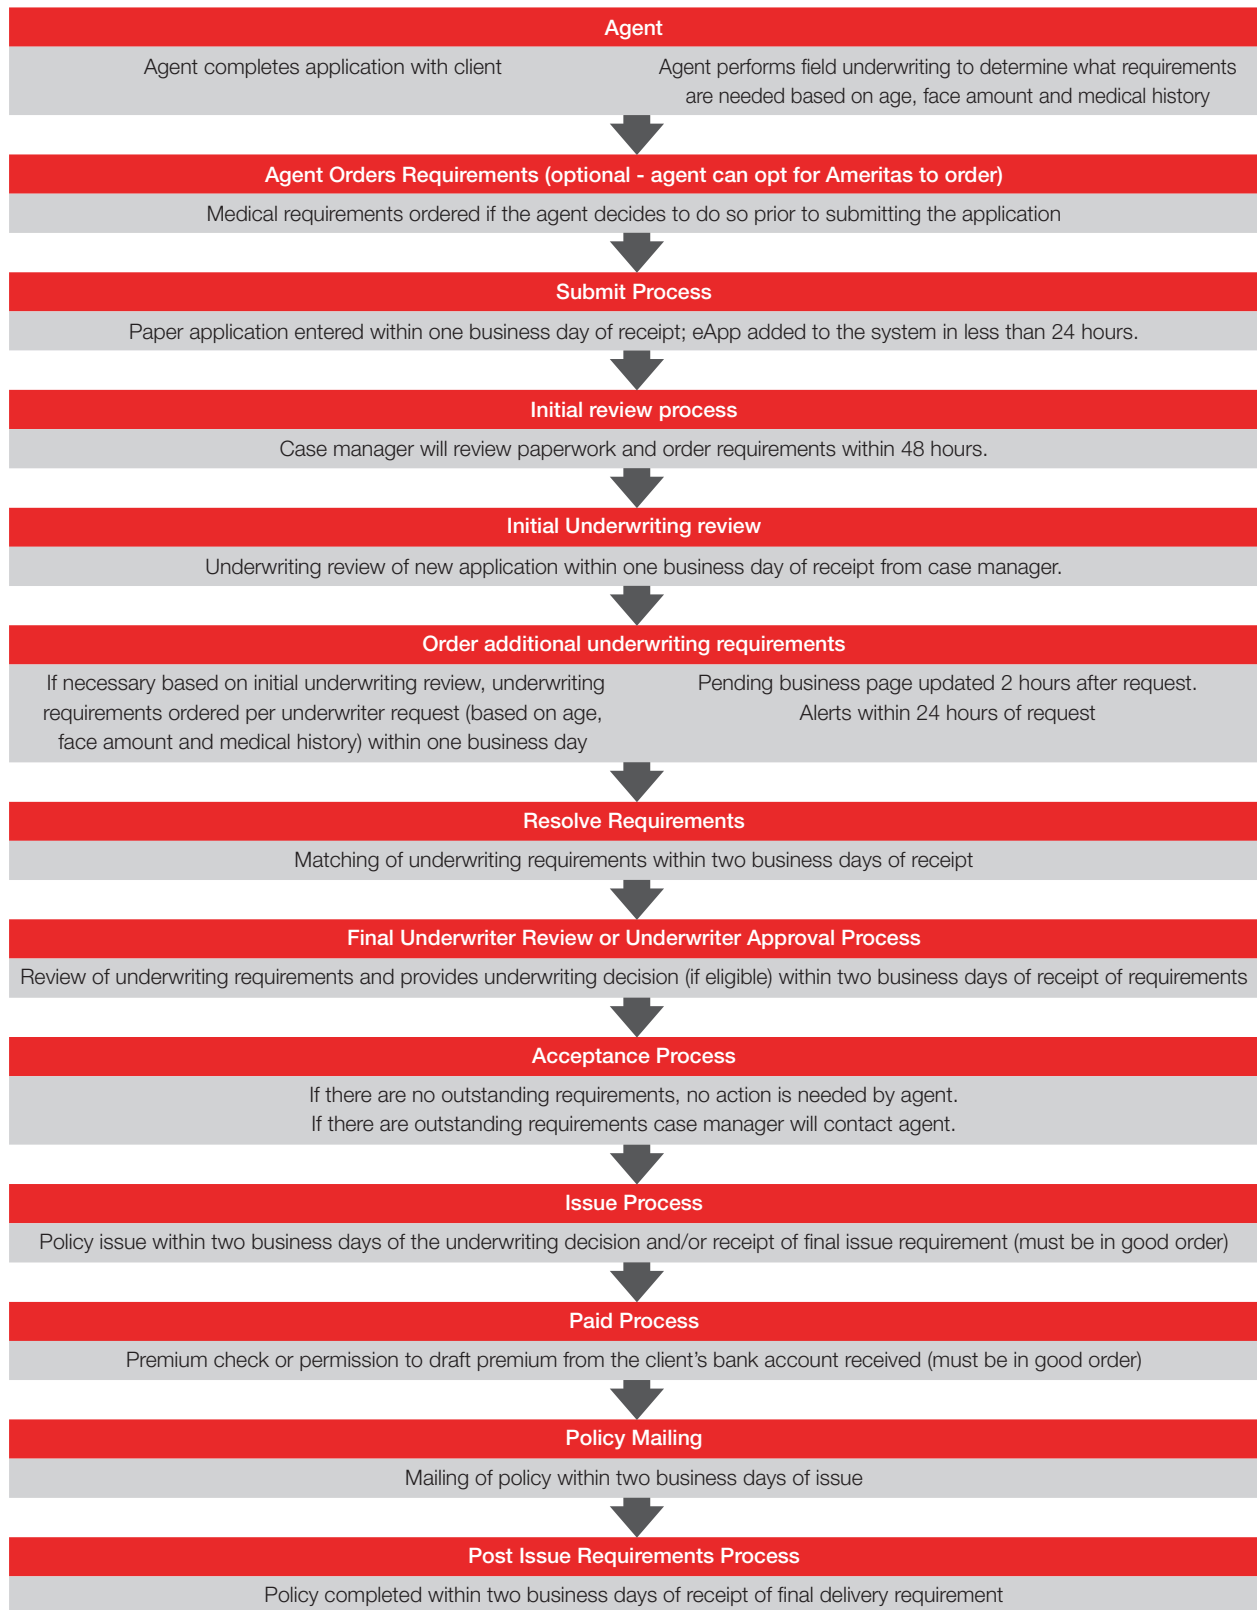 Agent
Agent completes application with client
Agent performs field underwriting to determine what requirements
are needed based on age, face amount and medical history
Agent Orders Requirements (optional - agent can opt for Ameritas to order)
Medical requirements ordered if the agent decides to do so prior to submitting the application
Submit Process
Paper application entered within one business day of receipt; eApp added to the system in less than 24 hours.
Initial review process
Case manager will review paperwork and order requirements within 48 hours.
Initial Underwriting review
Underwriting review of new application within one business day of receipt from case manager.
Order additional underwriting requirements
If necessary based on initial underwriting review, underwriting
requirements ordered per underwriter request (based on age,
face amount and medical history) within one business day
Pending business page updated 2 hours after request.
Alerts within 24 hours of request
Resolve Requirements
Matching of underwriting requirements within two business days of receipt
Final Underwriter Review or Underwriter Approval Process
Review of underwriting requirements and provides underwriting decision (if eligible) within two business days of receipt of requirements
Acceptance Process
If there are no outstanding requirements, no action is needed by agent.
If there are outstanding requirements case manager will contact agent.
Issue Process
Policy issue within two business days of the underwriting decision and/or receipt of final issue requirement (must be in good order)
Paid Process
Premium check or permission to draft premium from the client's bank account received (must be in good order)
Policy Mailing
Mailing of policy within two business days of issue
Post Issue Requirements Process
Policy completed within two business days of receipt of final delivery requirement